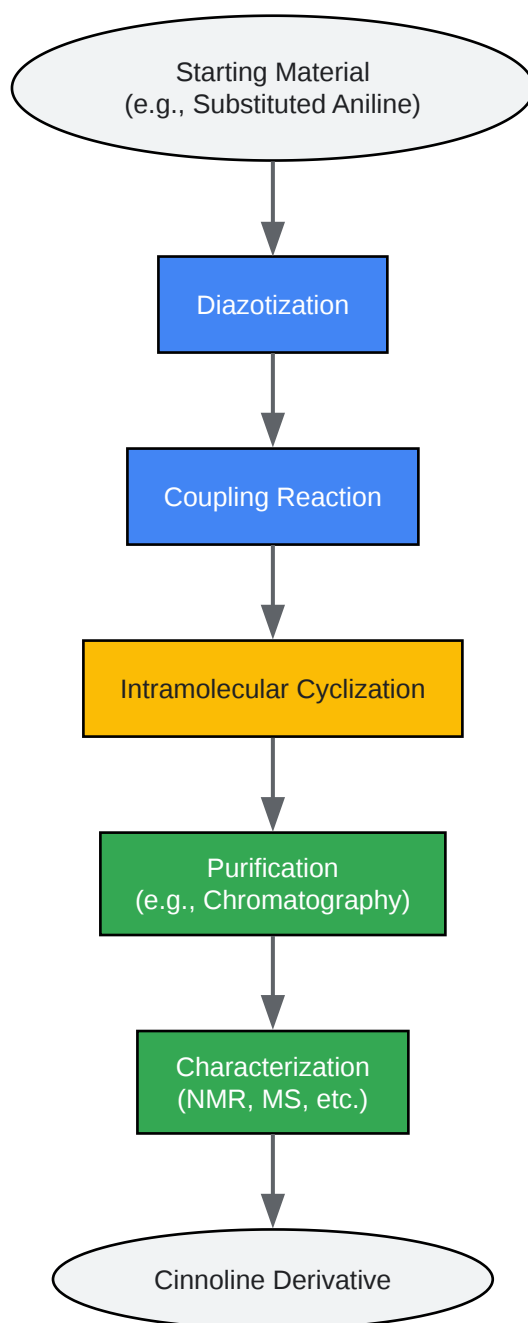 Starting Material
(e.g., Substituted Aniline)
Diazotization
Coupling Reaction
Intramolecular Cyclization
Purification
(e.g., Chromatography)
Characterization
(NMR, MS, etc.)
Cinnoline Derivative